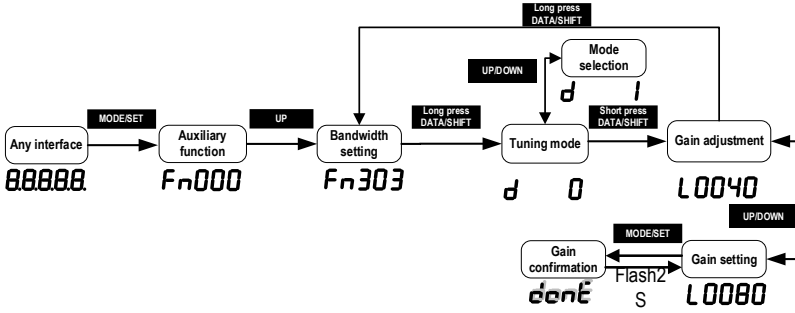 Long press
DATA/SHIFT
Mode
selection
UP/DOWN
d 1
MODE/SET
UP
Long press
DATA/SHIFT
Short press
DATA/SHIFT
Any interface
Auxiliary
function
Bandwidth
setting
Tuning mode
Gain adjustment
8.8.8.8.8.
Fn000
Fn303
d 0
L0040
UP/DOWN
MODE/SET
Gain
confirmation
Gain setting
Flash2
S
donE
L0080